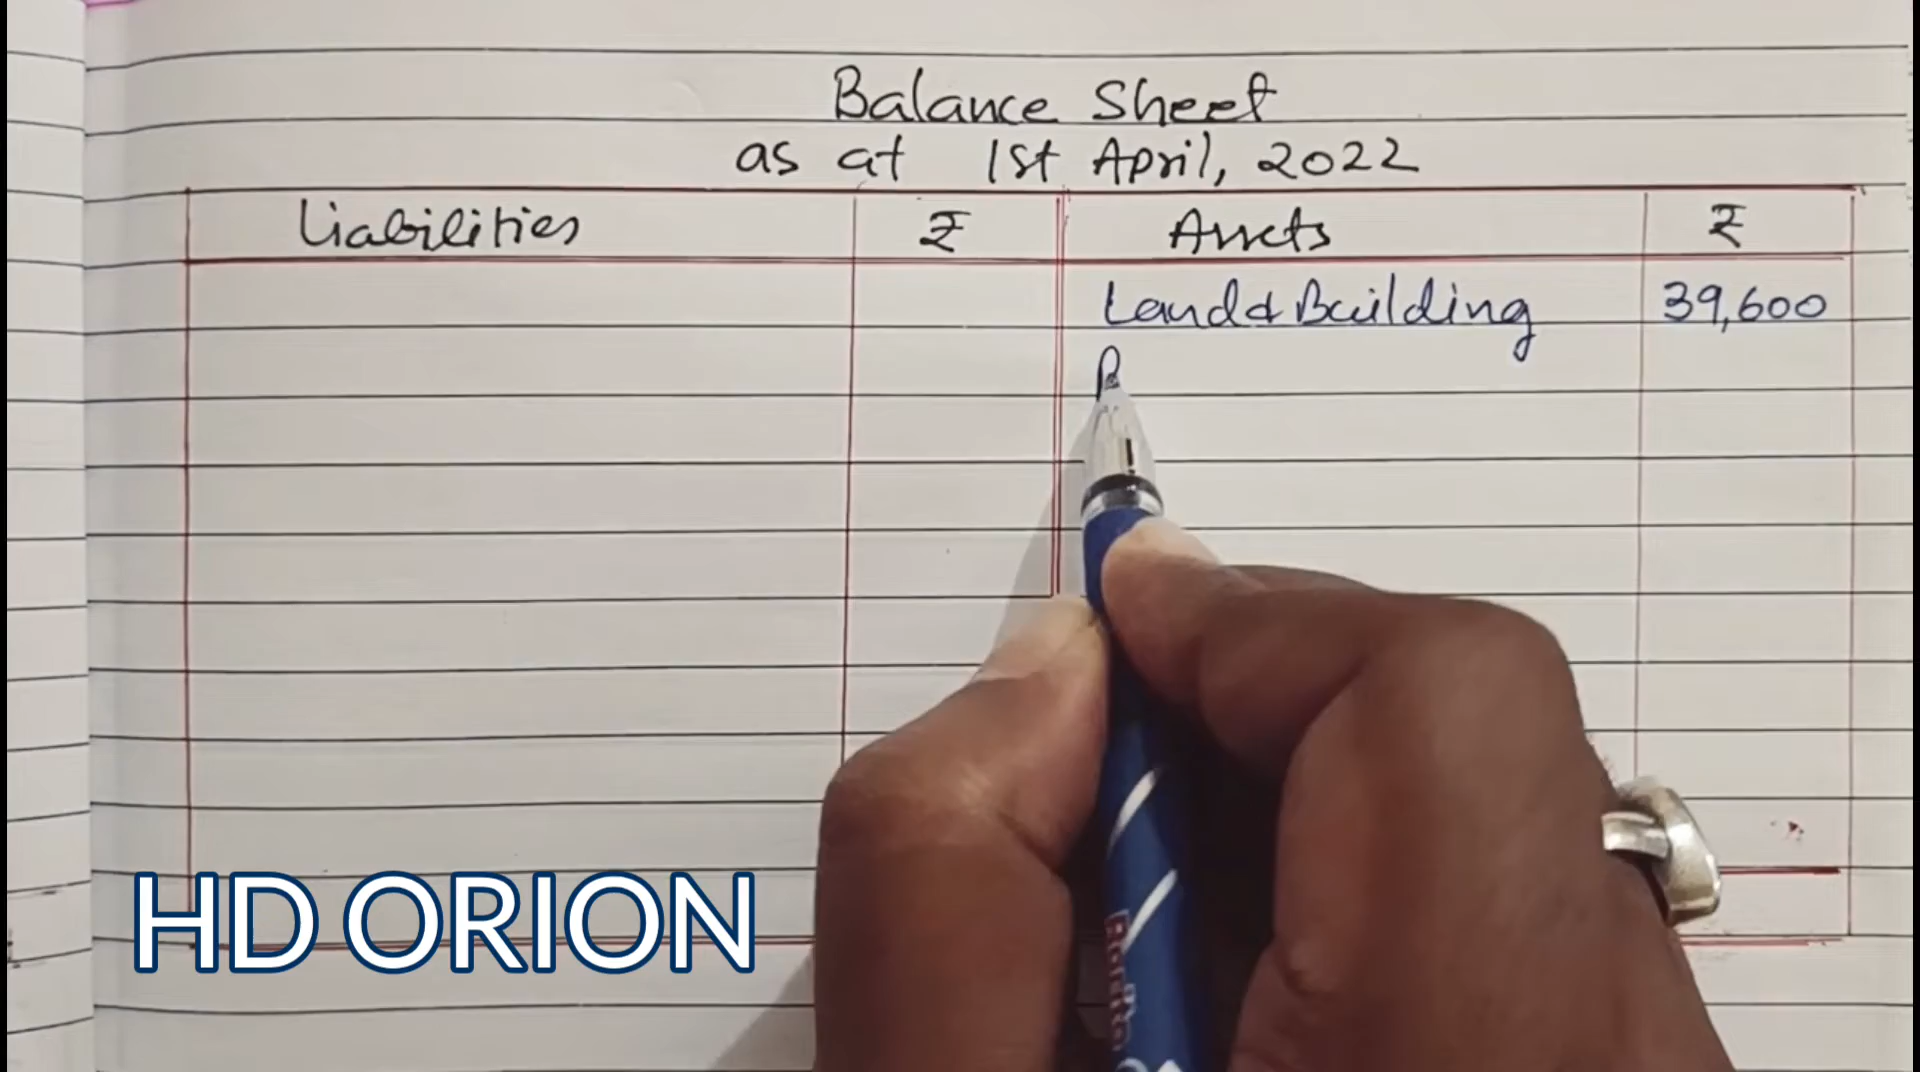 Balance Sheet
as at 1st April, 2022
Liabilities ₹ Assets ₹
Land & Building 39,600
P
HD ORION